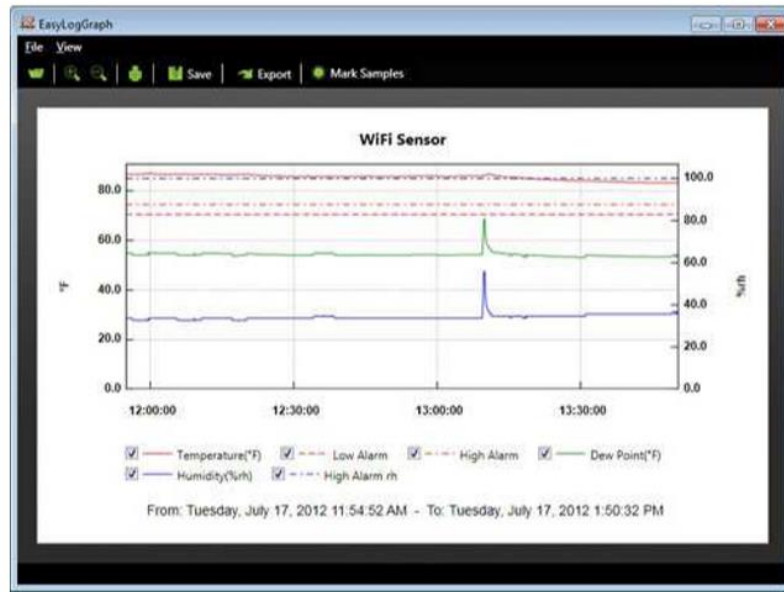 EasyLogGraph
File View
Save Export Mark Samples
WiFi Sensor
80.0 100.0
60.0 80.0
40.0 60.0
20.0 40.0
0.0 20.0
0.0
°F %rh
12:00:00 12:30:00 13:00:00 13:30:00
Temperature(°F) Low Alarm High Alarm Dew Point(°F)
Humidity(%rh) High Alarm rh
From: Tuesday, July 17, 2012 11:54:52 AM - To: Tuesday, July 17, 2012 1:50:32 PM